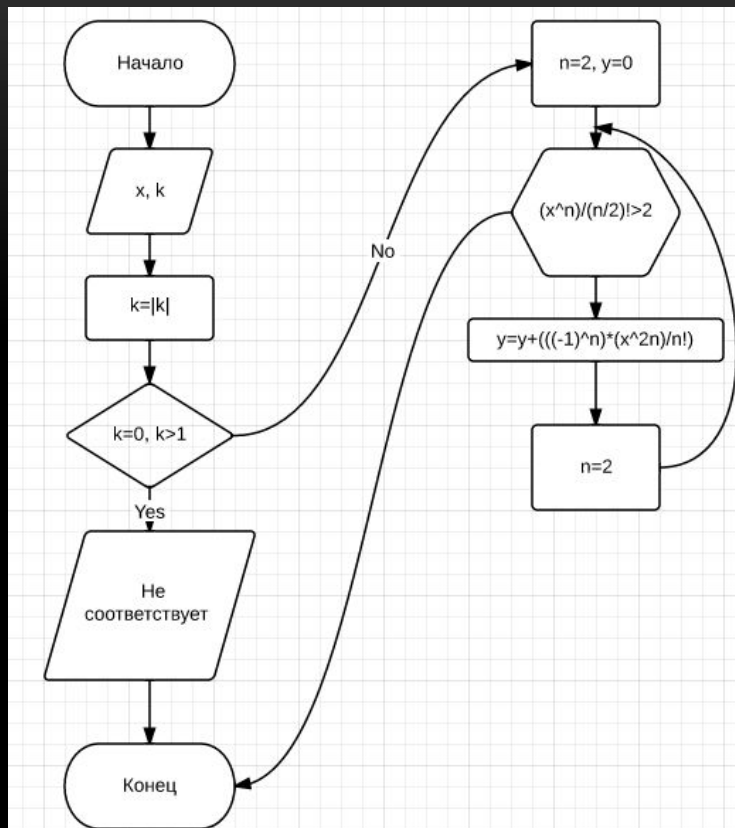 Начало
x, k
k=|k|
k=0, k>1
Yes
Не
соответствует
Конец
No
n=2, y=0
(x^n)/(n/2)!>2
y=y+(((-1)^n)*(x^2n)/n!)
n=2